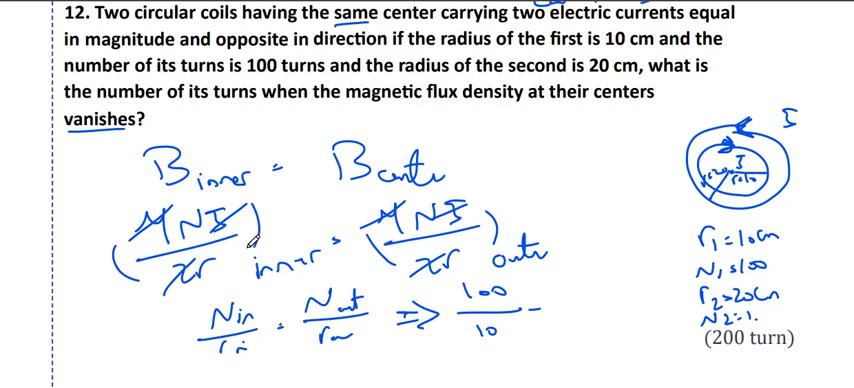 12. Two circular coils having the same center carrying two electric currents equal
in magnitude and opposite in direction if the radius of the first is 10 cm and the
number of its turns is 100 turns and the radius of the second is 20 cm, what is
the number of its turns when the magnetic flux density at their centers
vanishes?
I
B inner =
(μNI / 2r) inner = (μNI / 2r)
N in / r = N out / r => 100 / 10 =
r₁ = 10cm
N₁ = 100
r₂ = 20cm
N₂ = ?
(200 turn)